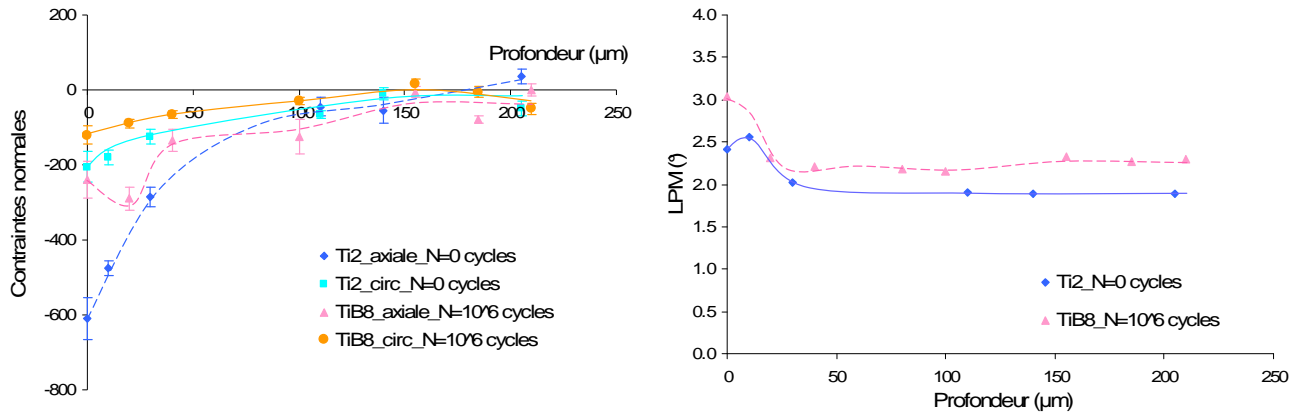 200
Profondeur (µm)
0
0
50
100
150
200
250
-200
-400
-600
-800
Contraintes normales
Ti2_axiale_N=0 cycles
Ti2_circ_N=0 cycles
TiB8_axiale_N=10^6 cycles
TiB8_circ_N=10^6 cycles
4.0
3.5
3.0
2.5
2.0
1.5
1.0
0.5
0.0
LPM (°)
Ti2_N=0 cycles
TiB8_N=10^6 cycles
0
50
100
150
200
250
Profondeur (µm)